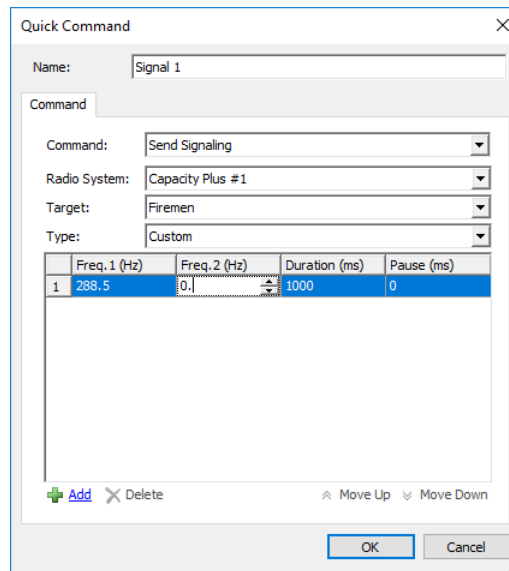 Quick Command
Name: Signal 1
Command
Command: Send Signaling
Radio System: Capacity Plus #1
Target: Firemen
Type: Custom
Freq.1 (Hz) Freq.2 (Hz) Duration (ms) Pause (ms)
1 288.5 0. 1000 0
Add Delete Move Up Move Down
OK Cancel